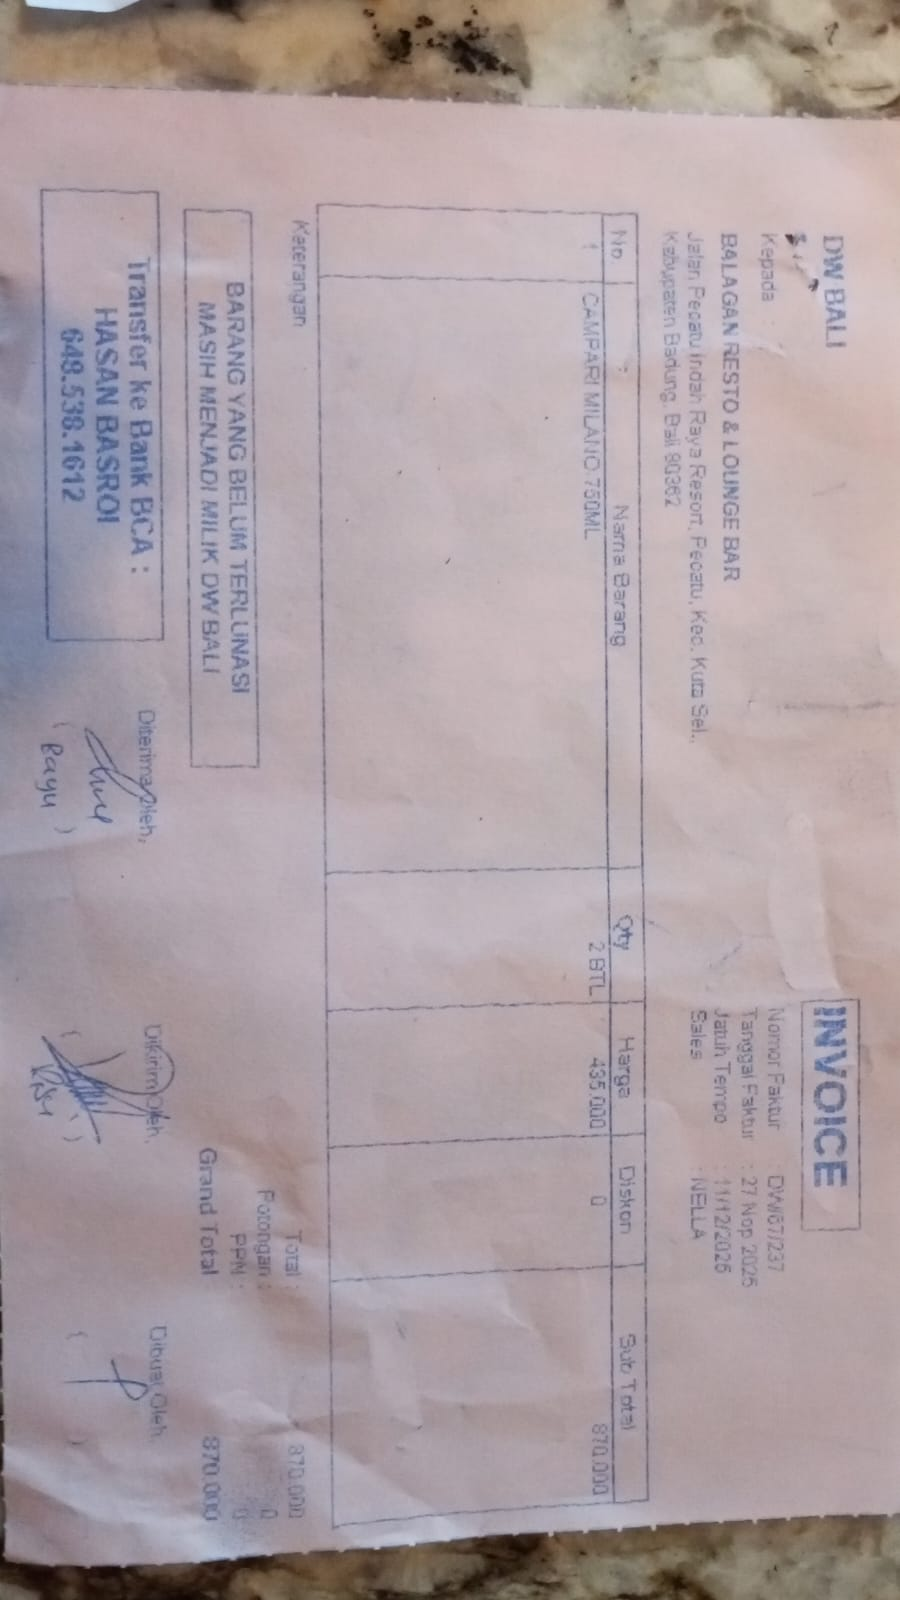 DW BALI
INVOICE
Kepada :
BALAGAN RESTO & LOUNGE BAR
Jalan Pecatu Indah Raya Resort, Pecatu, Kec. Kuta Sel.,
Kabupaten Badung, Bali 80362
Nomor Faktur : DW67/237
Tanggal Faktur : 27 Nop 2025
Jatuh Tempo : 11/12/2025
Sales : NELLA
No. Nama Barang Qty Harga Diskon Sub Total
1 CAMPARI MILANO 750ML 2 BTL 435.000 0 870.000
Keterangan
Total : 870.000
Potongan : 0
PPN : 0
Grand Total 870.000
BARANG YANG BELUM TERLUNASI
MASIH MENJADI MILIK DW BALI
Transfer ke Bank BCA :
HASAN BASROI
648.538.1612
Diterima Oleh,
( Bayu )
Dikirim Oleh,
( )
Dibuat Oleh,
( )